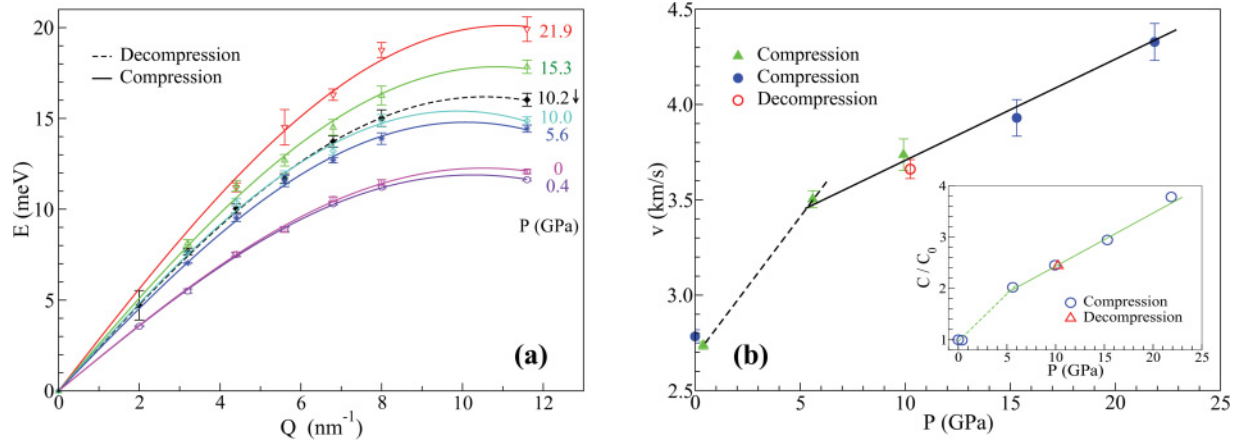 (a)
20
15
10
5
0
E (meV)
Decompression
Compression
21.9
15.3
10.2↓
10.0
5.6
0
0.4
P (GPa)
(a)
0 2 4 6 8 10 12
Q (nm⁻¹)
(b)
4.5
4.0
3.5
3.0
2.5
v (km/s)
Compression
Compression
Decompression
4
3
2
1
C / C₀
Compression
Decompression
0 5 10 15 20 25
P (GPa)
(b)
0 5 10 15 20 25
P (GPa)